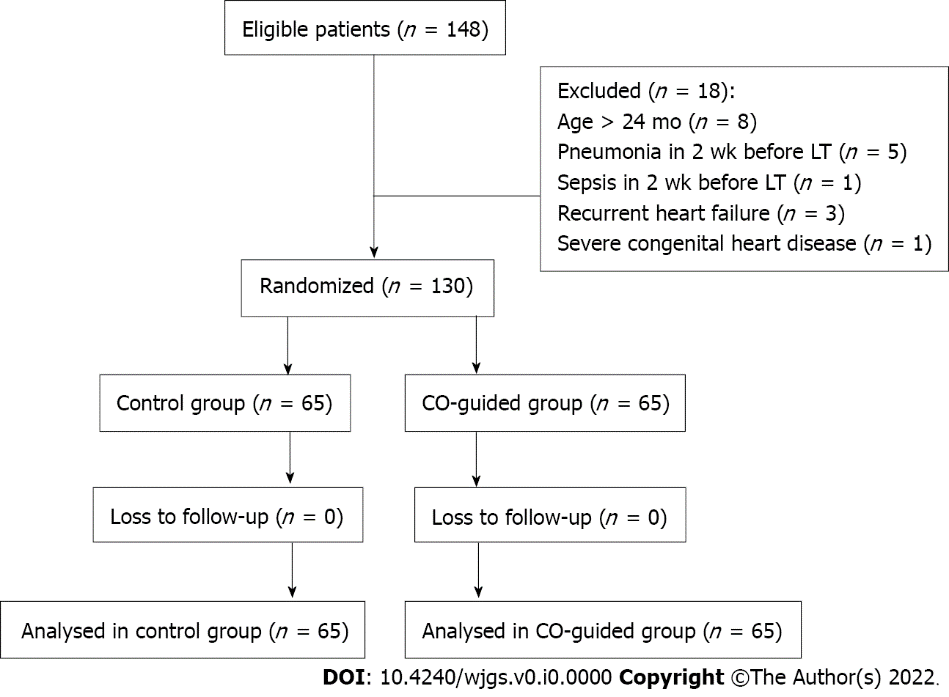 Eligible patients (n = 148)
Excluded (n = 18):
Age > 24 mo (n = 8)
Pneumonia in 2 wk before LT (n = 5)
Sepsis in 2 wk before LT (n = 1)
Recurrent heart failure (n = 3)
Severe congenital heart disease (n = 1)
Randomized (n = 130)
Control group (n = 65)
CO-guided group (n = 65)
Loss to follow-up (n = 0)
Loss to follow-up (n = 0)
Analysed in control group (n = 65)
Analysed in CO-guided group (n = 65)
DOI: 10.4240/wjgs.v0.i0.0000 Copyright ©The Author(s) 2022.